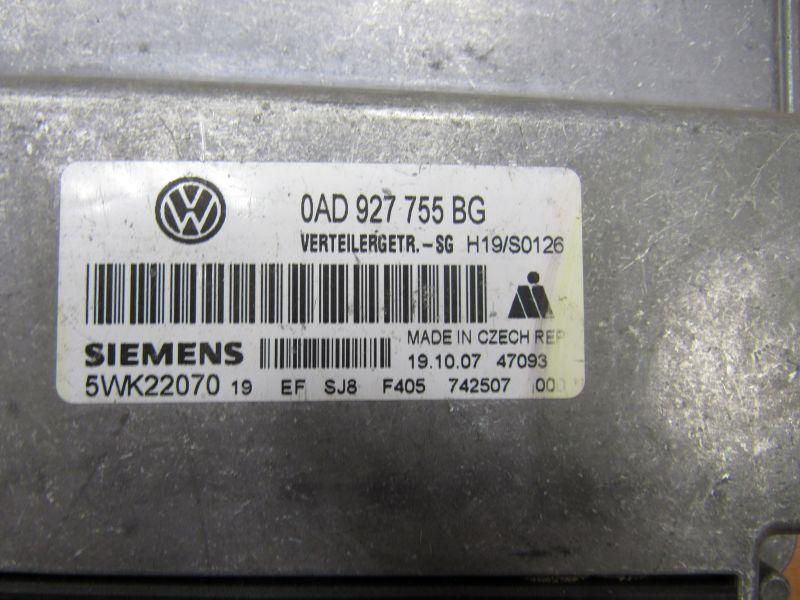 0AD 927 755 BG
VERTEILERGETR.-SG H19/S0126
MADE IN CZECH REP
SIEMENS 19.10.07 47093
5WK22070 19 EF SJ8 F405 742507